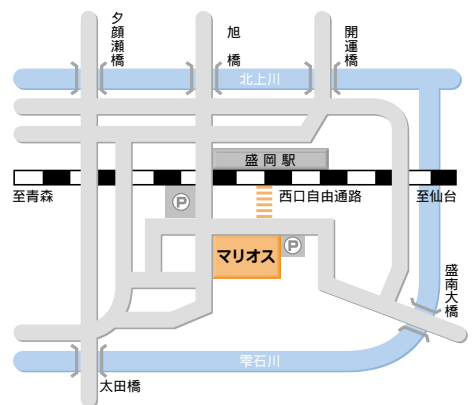 夕顔瀬橋
旭橋
開運橋
北上川
盛岡駅
至青森
西口自由通路
至仙台
P
P
マリオス
盛南大橋
雫石川
太田橋